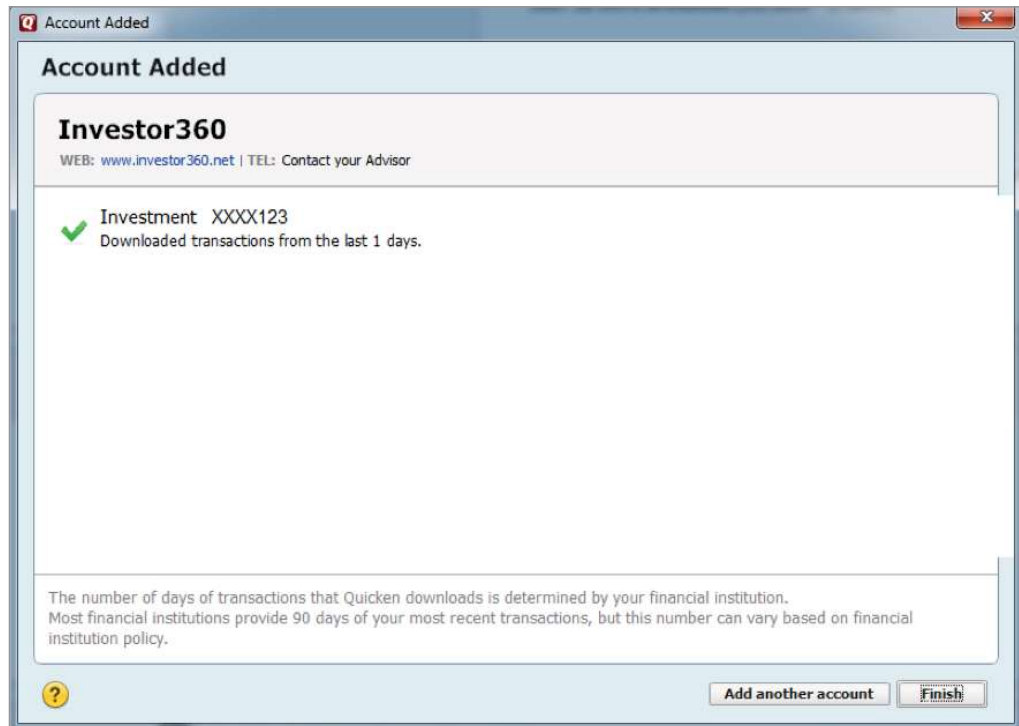 Account Added
Account Added
Investor360
WEB: www.investor360.net | TEL: Contact your Advisor
Investment XXXX123
Downloaded transactions from the last 1 days.
The number of days of transactions that Quicken downloads is determined by your financial institution.
Most financial institutions provide 90 days of your most recent transactions, but this number can vary based on financial
institution policy.
? Add another account Finish